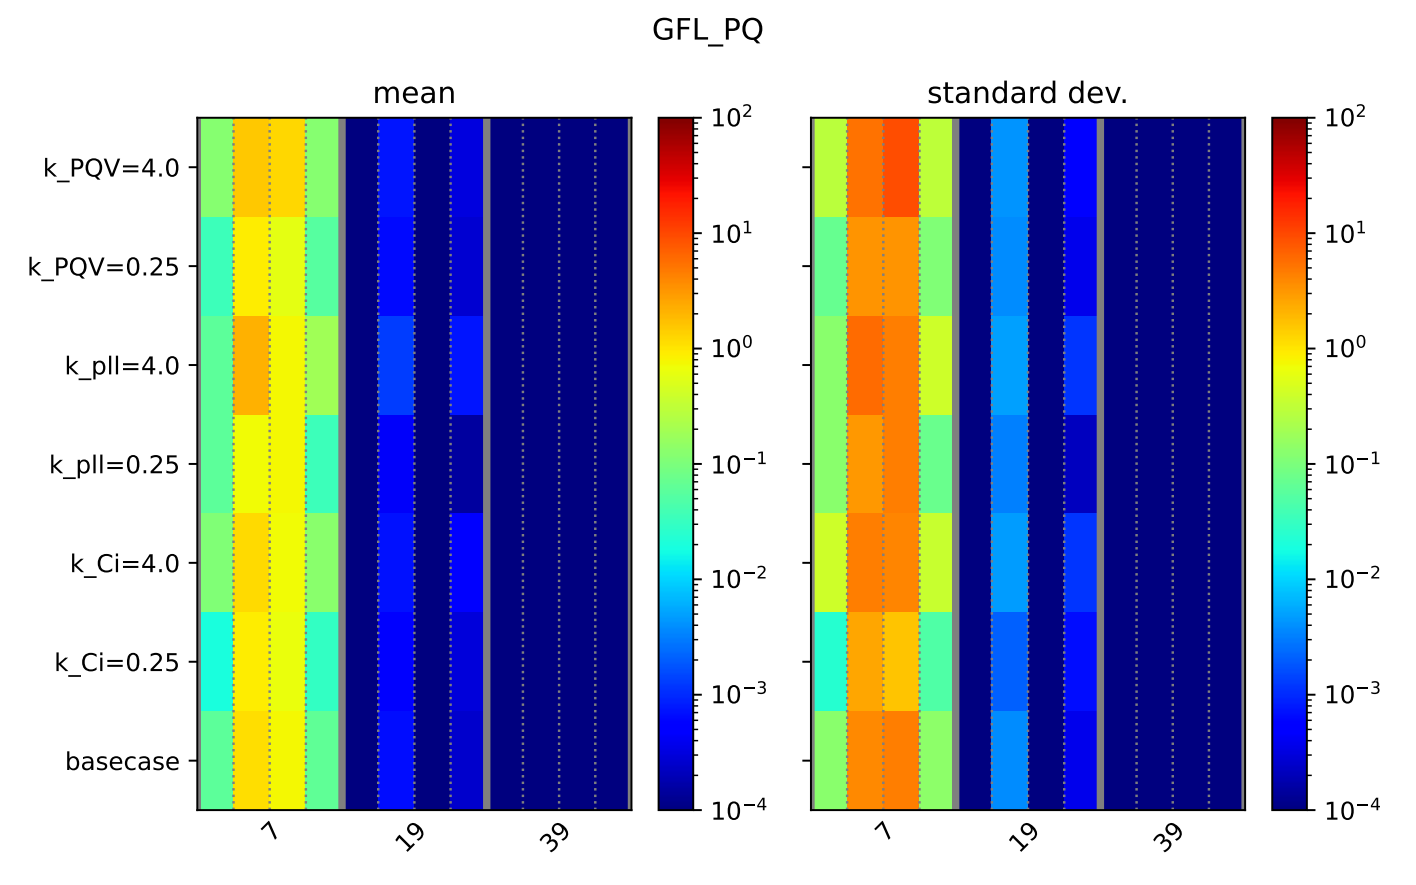 GFL_PQ
mean
standard dev.
k_PQV=4.0
k_PQV=0.25
k_pll=4.0
k_pll=0.25
k_Ci=4.0
k_Ci=0.25
basecase
7
19
39
10²
10¹
10⁰
10⁻¹
10⁻²
10⁻³
10⁻⁴
7
19
39
10²
10¹
10⁰
10⁻¹
10⁻²
10⁻³
10⁻⁴